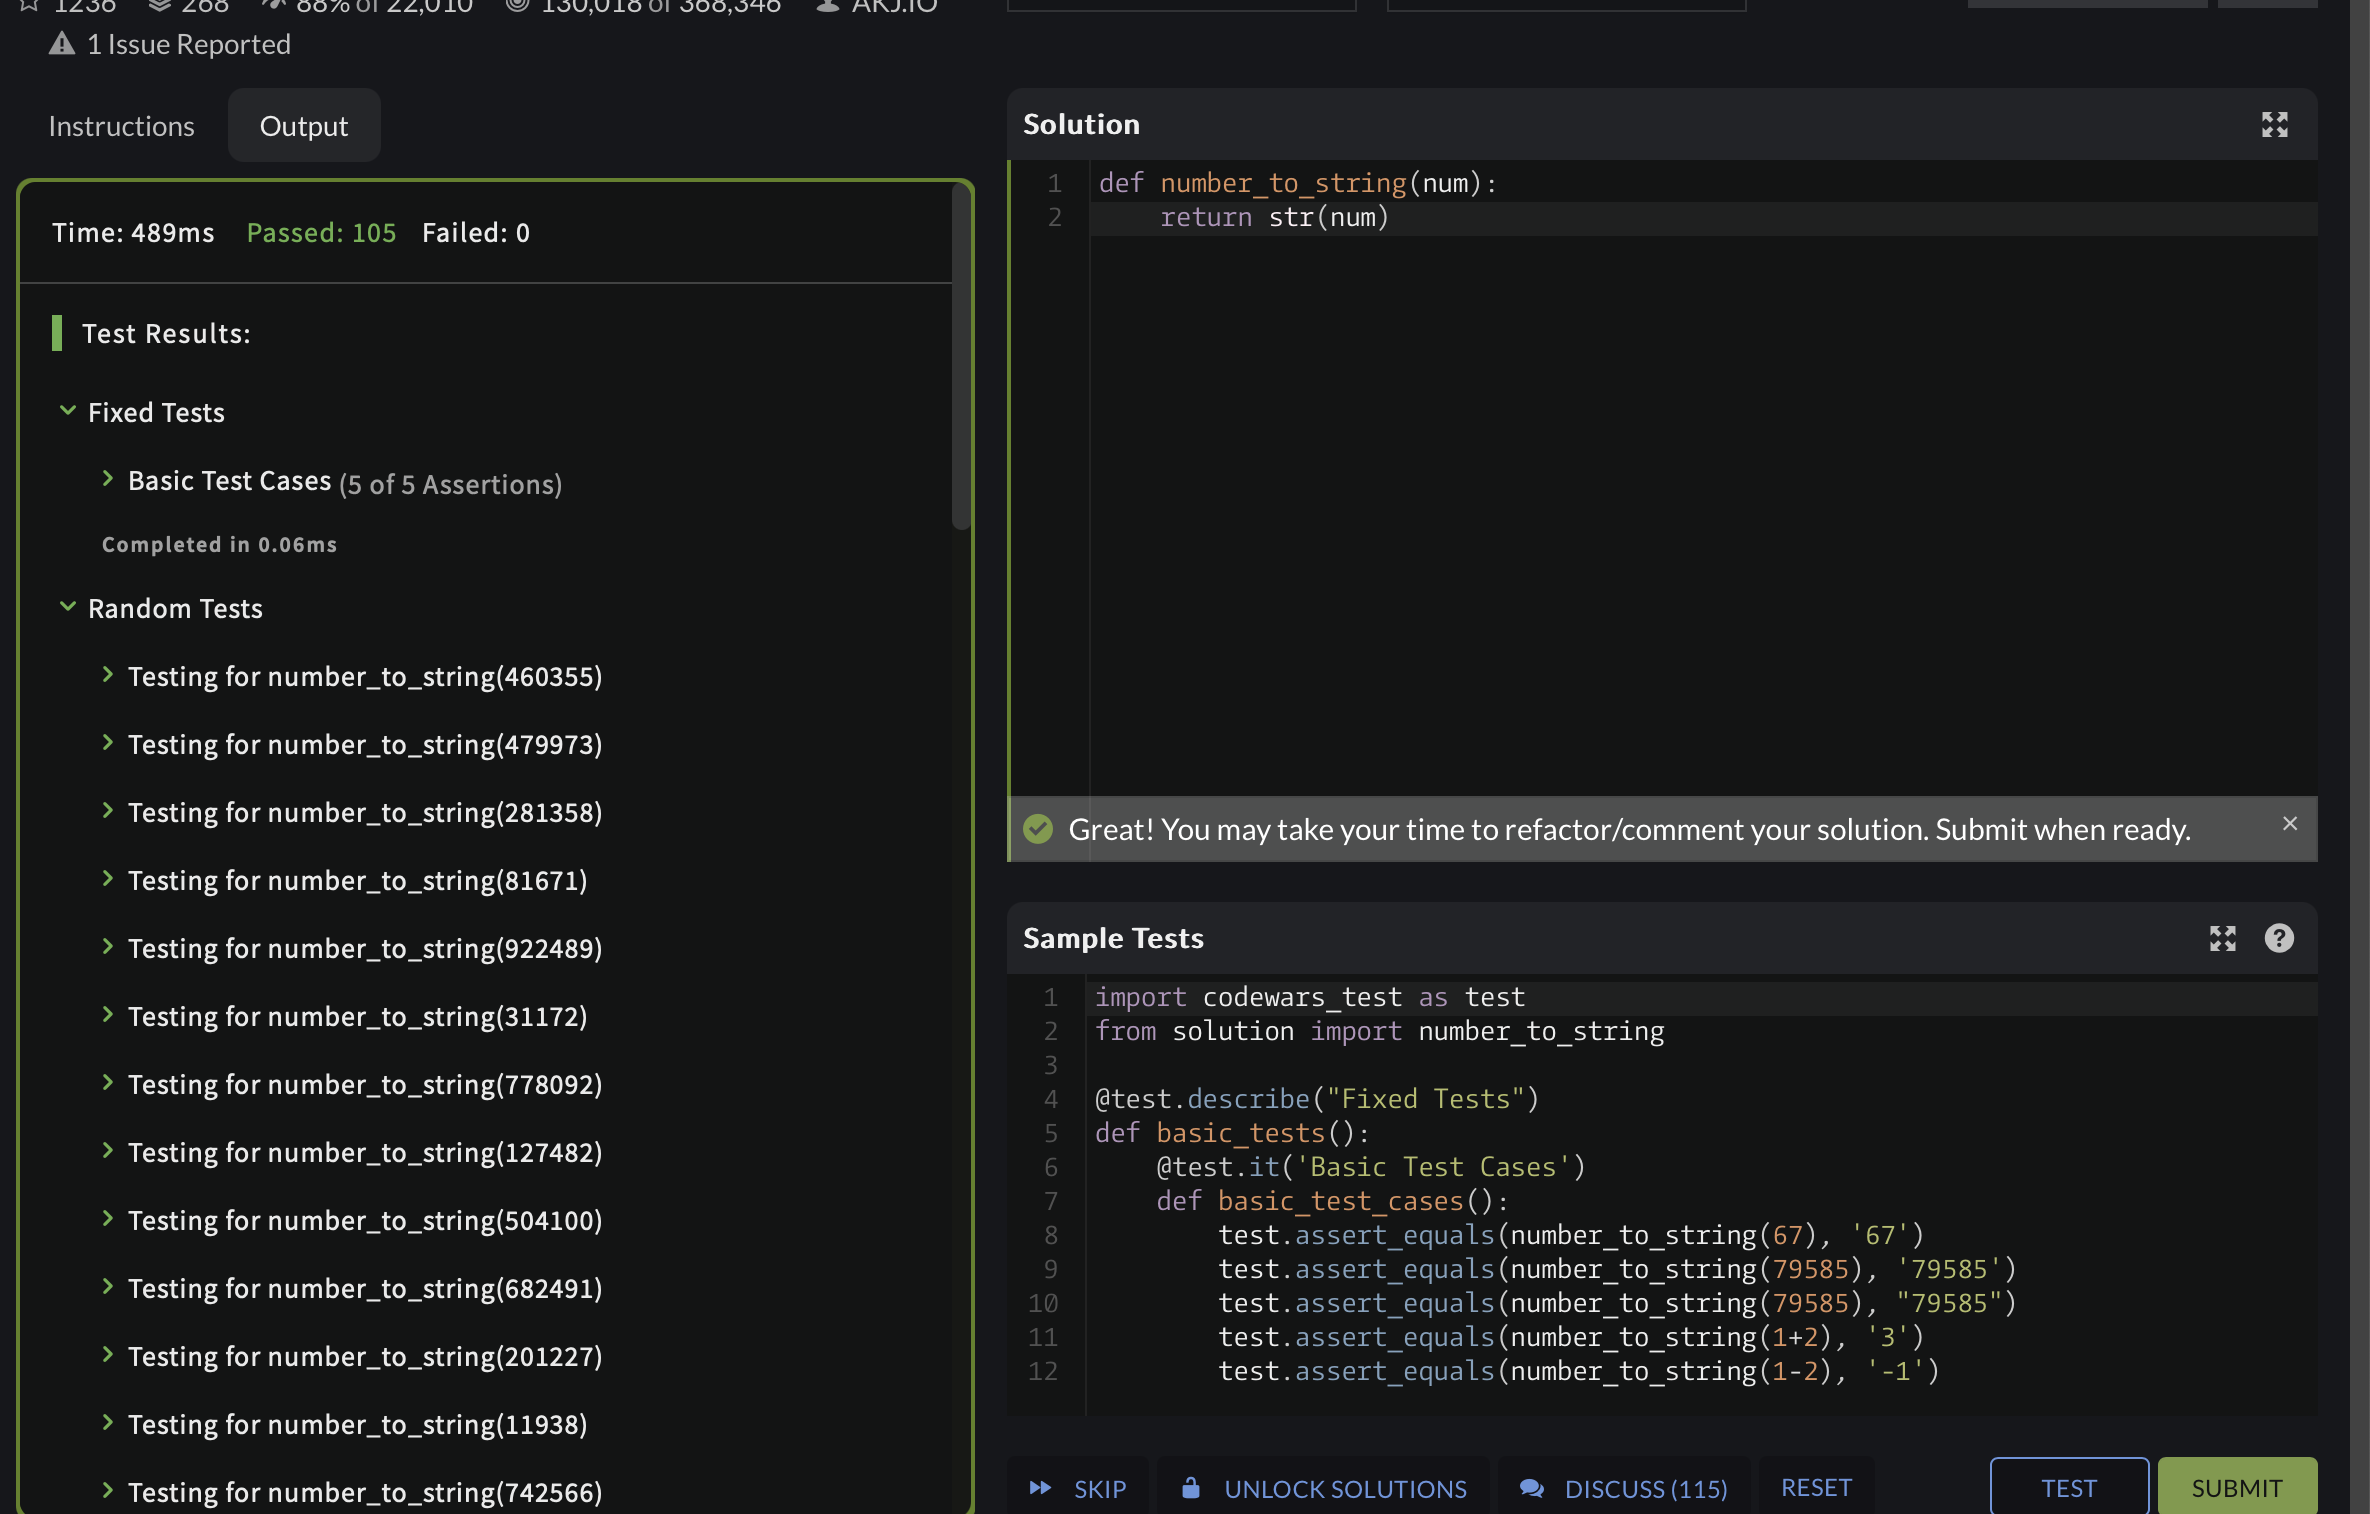 1236 268 88% of 22,010 130,018 of 368,346 AKJ.IO
1 Issue Reported
Instructions Output
Time: 489ms Passed: 105 Failed: 0
Test Results:
Fixed Tests
Basic Test Cases (5 of 5 Assertions)
Completed in 0.06ms
Random Tests
Testing for number_to_string(460355)
Testing for number_to_string(479973)
Testing for number_to_string(281358)
Testing for number_to_string(81671)
Testing for number_to_string(922489)
Testing for number_to_string(31172)
Testing for number_to_string(778092)
Testing for number_to_string(127482)
Testing for number_to_string(504100)
Testing for number_to_string(682491)
Testing for number_to_string(201227)
Testing for number_to_string(11938)
Testing for number_to_string(742566)
Solution
1 def number_to_string(num):
2     return str(num)
Great! You may take your time to refactor/comment your solution. Submit when ready.
Sample Tests
1 import codewars_test as test
2 from solution import number_to_string
3
4 @test.describe("Fixed Tests")
5 def basic_tests():
6     @test.it('Basic Test Cases')
7     def basic_test_cases():
8         test.assert_equals(number_to_string(67), '67')
9         test.assert_equals(number_to_string(79585), '79585')
10         test.assert_equals(number_to_string(79585), "79585")
11         test.assert_equals(number_to_string(1+2), '3')
12         test.assert_equals(number_to_string(1-2), '-1')
SKIP UNLOCK SOLUTIONS DISCUSS (115) RESET TEST SUBMIT